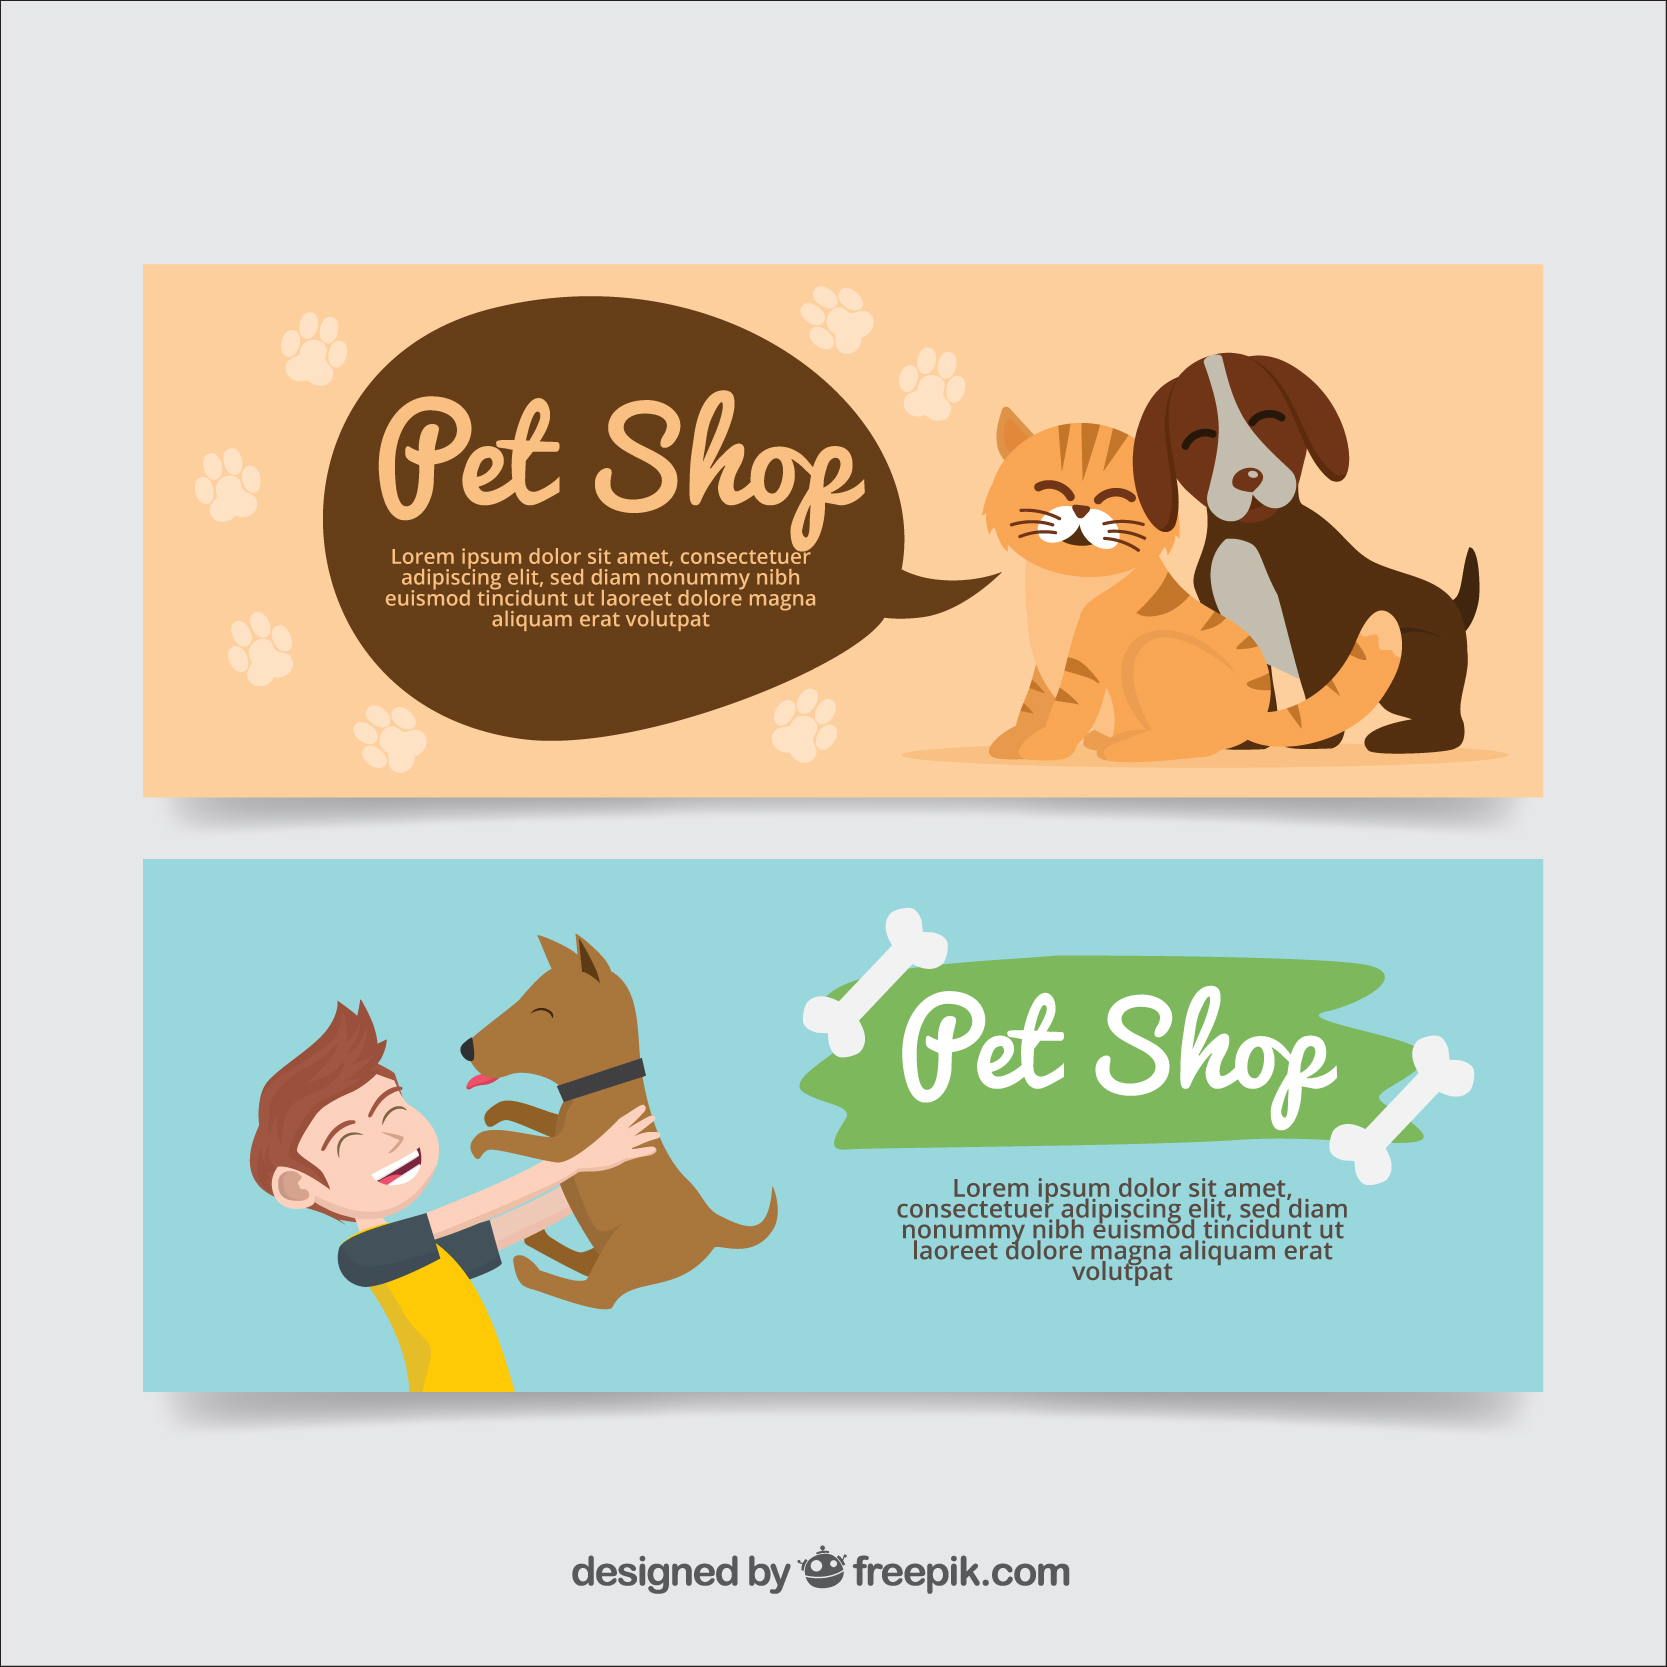 Pet Shop
Lorem ipsum dolor sit amet, consectetuer
adipiscing elit, sed diam nonummy nibh
euismod tincidunt ut laoreet dolore magna
aliquam erat volutpat
Pet Shop
Lorem ipsum dolor sit amet,
consectetuer adipiscing elit, sed diam
nonummy nibh euismod tincidunt ut
laoreet dolore magna aliquam erat
volutpat
designed by freepik.com